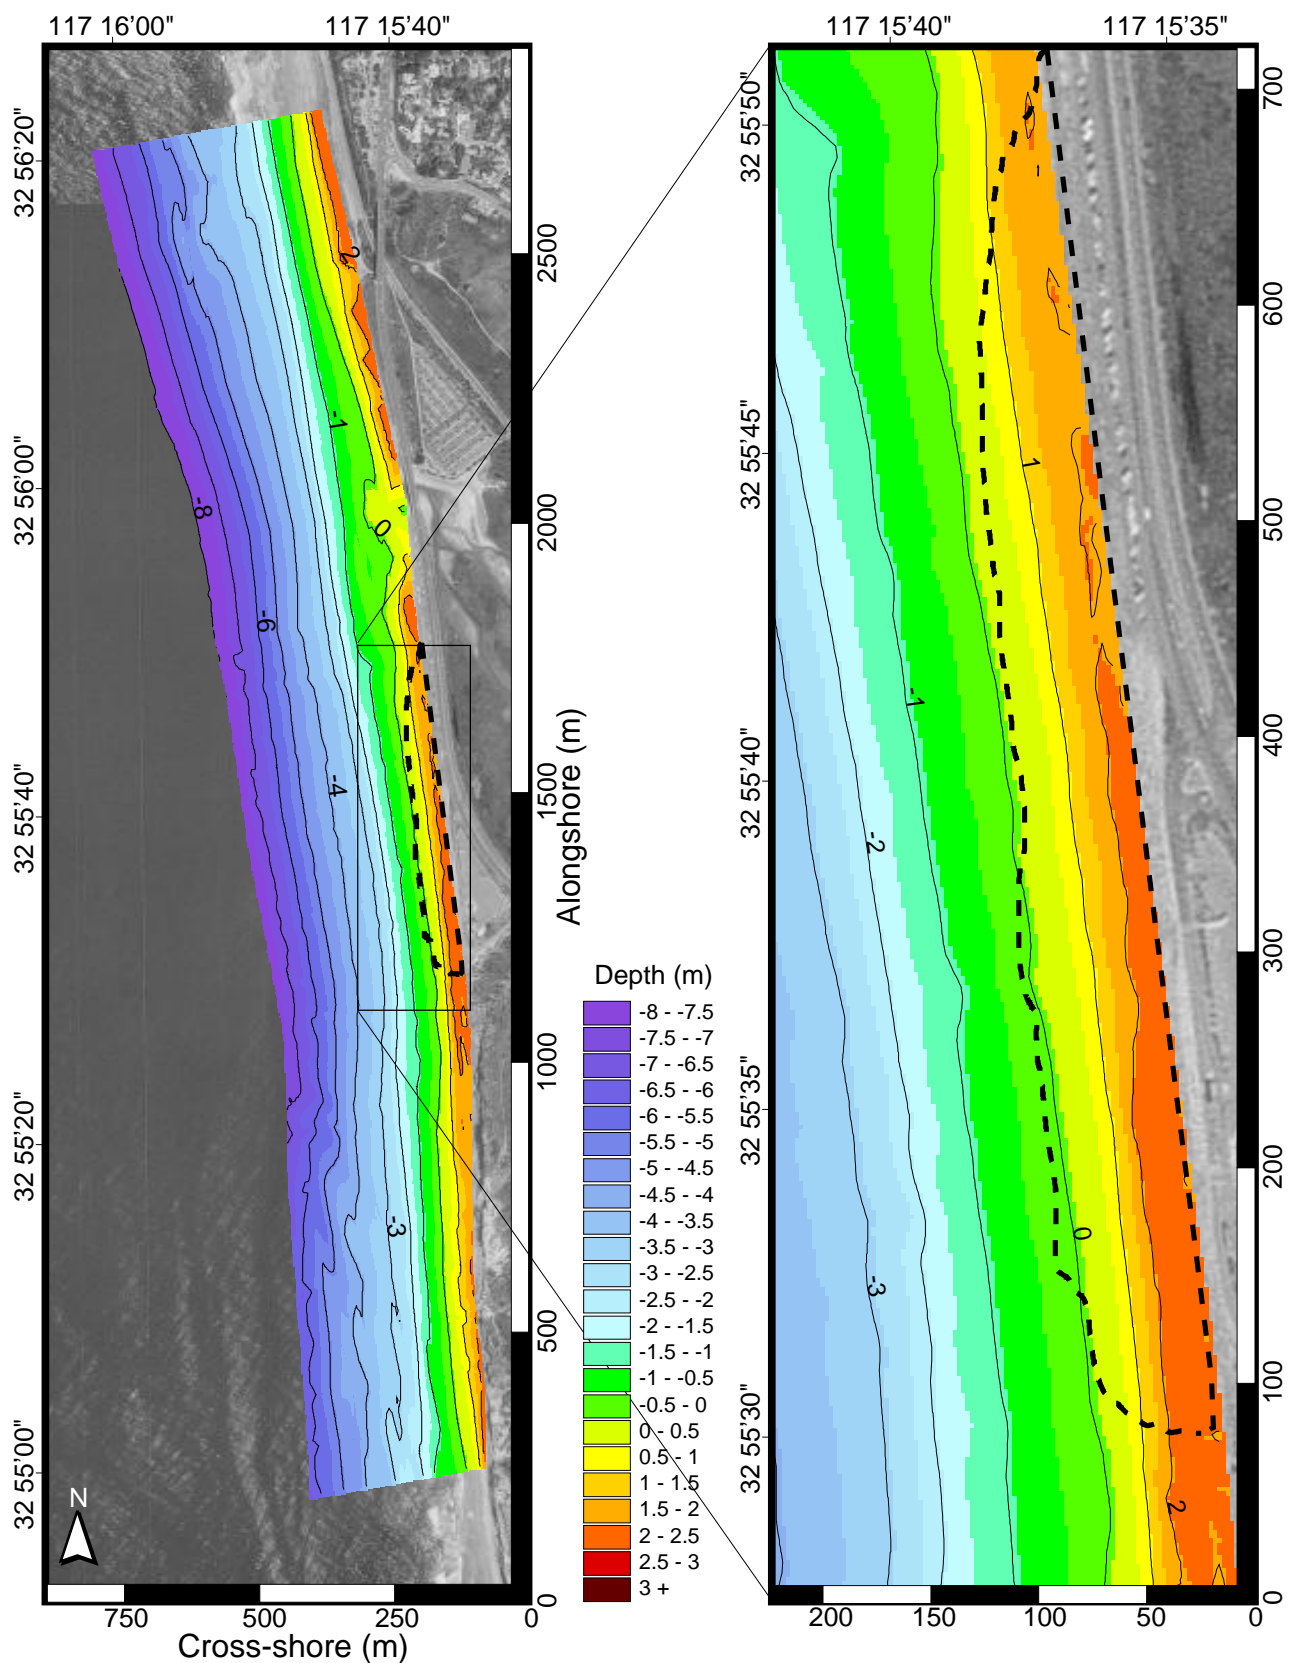 117 16'00"
117 15'40"
117 15'40"
117 15'35"
32 56'20"
32 56'00"
32 55'40"
32 55'20"
32 55'00"
2500
2000
1500
1000
500
0
Alongshore (m)
750
500
250
0
Cross-shore (m)
N
2
-1
0
-8
-6
-4
-3
Depth (m)
-8 - -7.5
-7.5 - -7
-7 - -6.5
-6.5 - -6
-6 - -5.5
-5.5 - -5
-5 - -4.5
-4.5 - -4
-4 - -3.5
-3.5 - -3
-3 - -2.5
-2.5 - -2
-2 - -1.5
-1.5 - -1
-1 - -0.5
-0.5 - 0
0 - 0.5
0.5 - 1
1 - 1.5
1.5 - 2
2 - 2.5
2.5 - 3
3 +
32 55'50"
32 55'45"
32 55'40"
32 55'35"
32 55'30"
1
-1
-2
0
-3
2
700
600
500
400
300
200
100
0
200
150
100
50
0